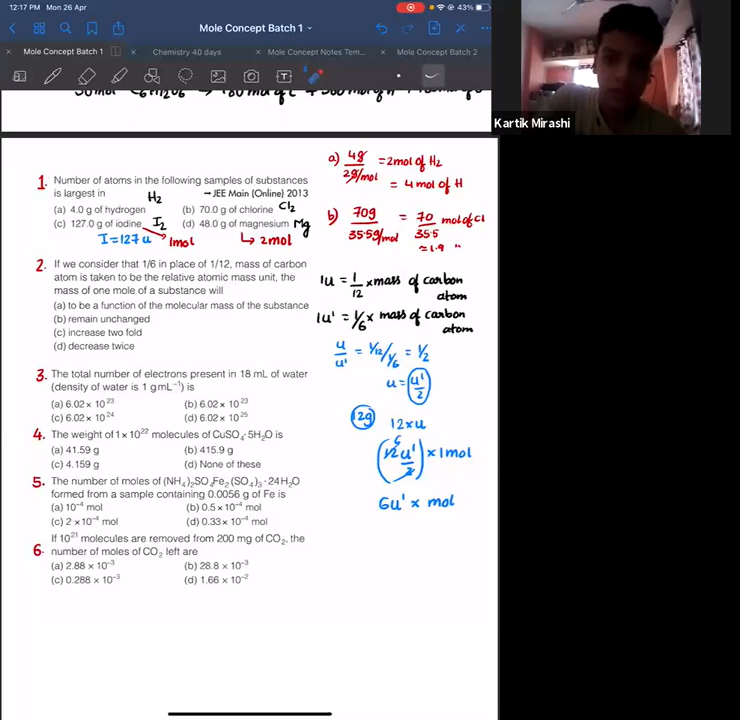 12:17 PM Mon 26 Apr
43%
Mole Concept Batch 1
Mole Concept Batch 1
Chemistry 40 days
Mole Concept Notes Tem...
Mole Concept Batch 2
Kartik Mirashi
1. Number of atoms in the following samples of substances
is largest in → JEE Main (Online) 2013
H₂
(a) 4.0 g of hydrogen (b) 70.0 g of chlorine Cl₂
(c) 127.0 g of iodine I₂ (d) 48.0 g of magnesium Mg
I = 127 u 1mol ↳ 2mol
2. If we consider that 1/6 in place of 1/12, mass of carbon
atom is taken to be the relative atomic mass unit, the
mass of one mole of a substance will
(a) to be a function of the molecular mass of the substance
(b) remain unchanged
(c) increase two fold
(d) decrease twice
3. The total number of electrons present in 18 mL of water
(density of water is 1 g mL⁻¹) is
(a) 6.02 × 10²³ (b) 6.02 × 10²³
(c) 6.02 × 10²⁴ (d) 6.02 × 10²⁵
4. The weight of 1 × 10²² molecules of CuSO₄·5H₂O is
(a) 41.59 g (b) 415.9 g
(c) 4.159 g (d) None of these
5. The number of moles of (NH₄)₂SO₄Fe₂(SO₄)₃·24H₂O
formed from a sample containing 0.0056 g of Fe is
(a) 10⁻⁴ mol (b) 0.5 × 10⁻⁴ mol
(c) 2 × 10⁻⁴ mol (d) 0.33 × 10⁻⁴ mol
6. If 10²¹ molecules are removed from 200 mg of CO₂, the
number of moles of CO₂ left are
(a) 2.88 × 10⁻³ (b) 28.8 × 10⁻³
(c) 0.288 × 10⁻³ (d) 1.66 × 10⁻²
a) 4g/2g/mol = 2mol of H₂
= 4 mol of H
b) 70g/35.5g/mol = 70/35.5 mol of Cl
≈ 1.9 "
1u = 1/12 × mass of carbon
atom
1u' = 1/6 × mass of carbon
atom
u/u' = 1/12/1/6 = 1/2
u = u'/2
12g 12 × u
(12 6 u'/2) × 1mol
6u' × mol